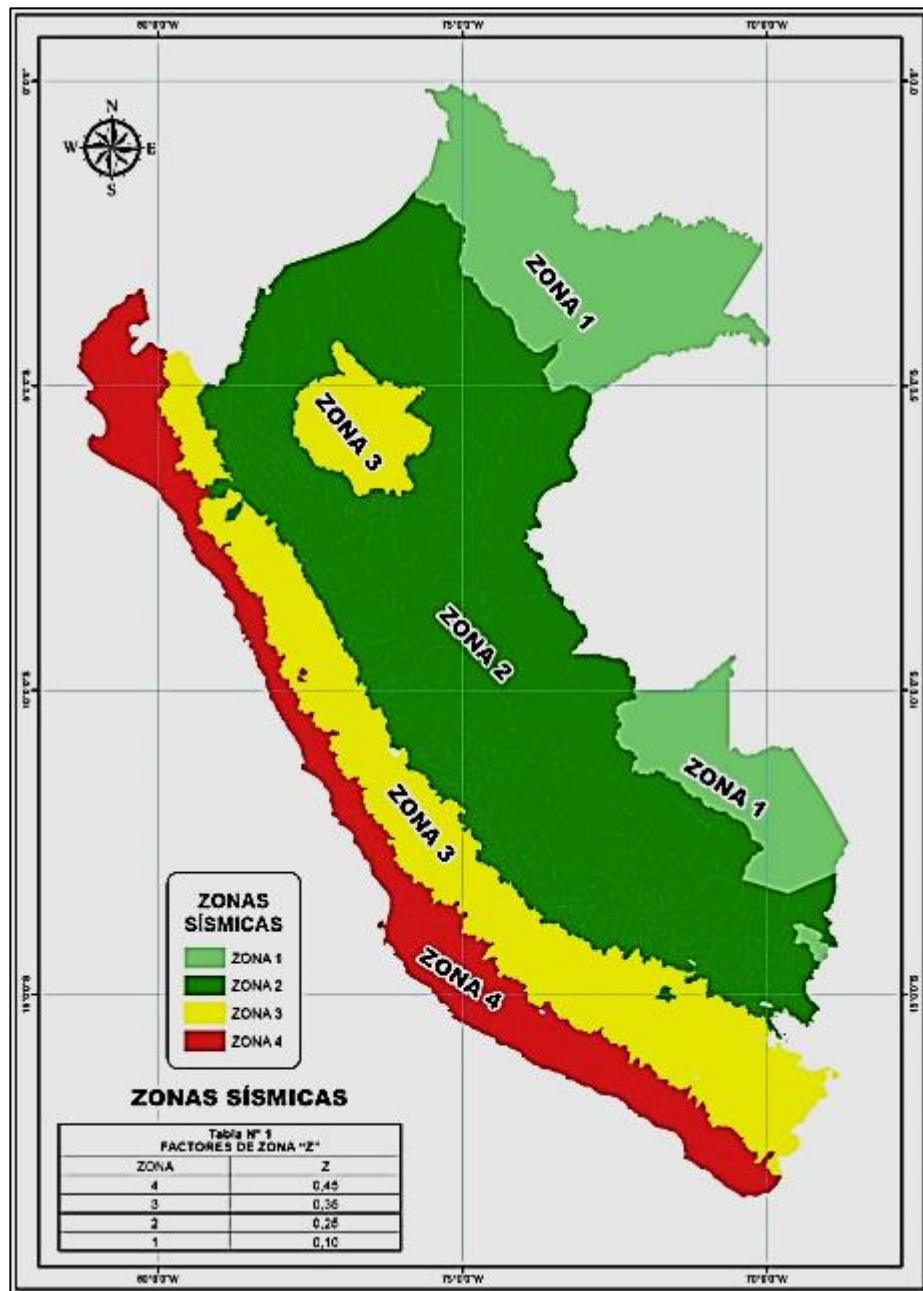 80°0'0"W 75°0'0"W 70°0'0"W
N
W E
S
ZONA 1
ZONA 3
ZONA 2
ZONA 1
ZONA 3
ZONA 4
ZONAS
SÍSMICAS
ZONA 1
ZONA 2
ZONA 3
ZONA 4
ZONAS SÍSMICAS
Tabla N° 1
FACTORES DE ZONA "Z"
ZONA Z
4 0,45
3 0,35
2 0,25
1 0,10
80°0'0"W 75°0'0"W 70°0'0"W